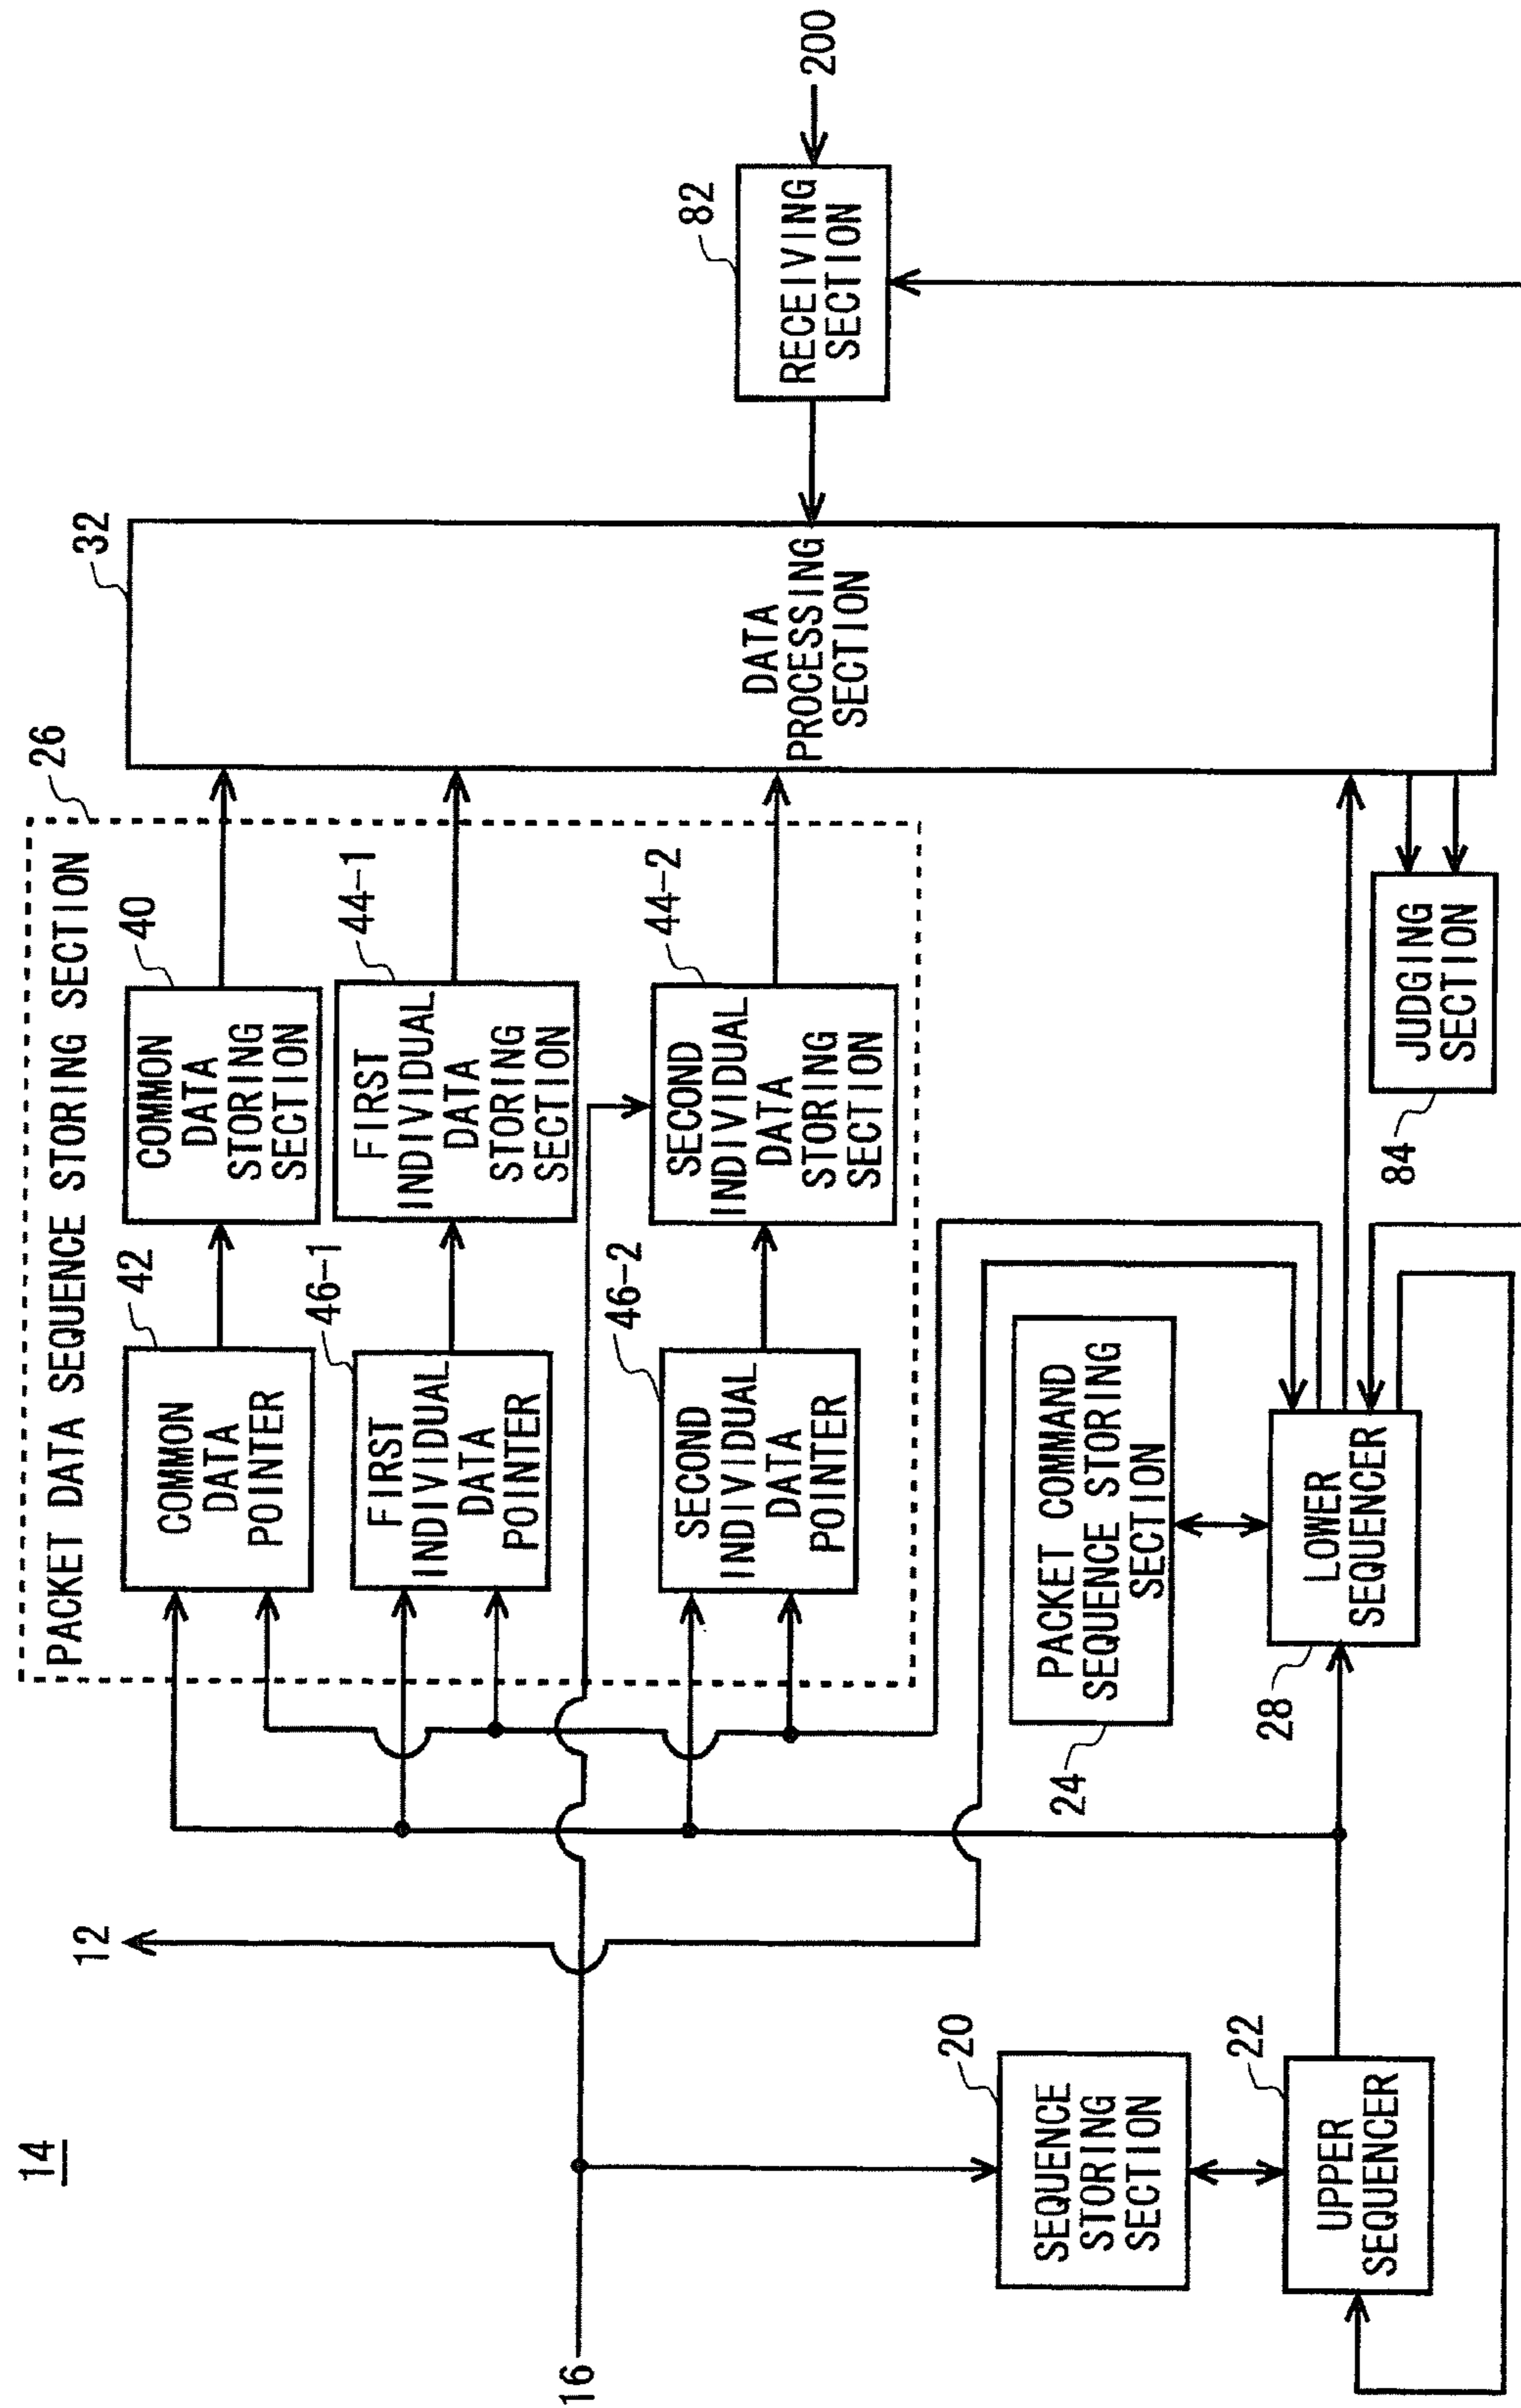 14
12
16
PACKET DATA SEQUENCE STORING SECTION
26
32
42
COMMON
DATA
POINTER
40
COMMON
DATA
STORING
SECTION
46-1
FIRST
INDIVIDUAL
DATA
POINTER
44-1
FIRST
INDIVIDUAL
DATA
STORING
SECTION
46-2
SECOND
INDIVIDUAL
DATA
POINTER
44-2
SECOND
INDIVIDUAL
DATA
STORING
SECTION
DATA
PROCESSING
SECTION
82
RECEIVING
SECTION
200
20
SEQUENCE
STORING
SECTION
22
UPPER
SEQUENCER
24
PACKET COMMAND
SEQUENCE STORING
SECTION
28
LOWER
SEQUENCER
84
JUDGING
SECTION